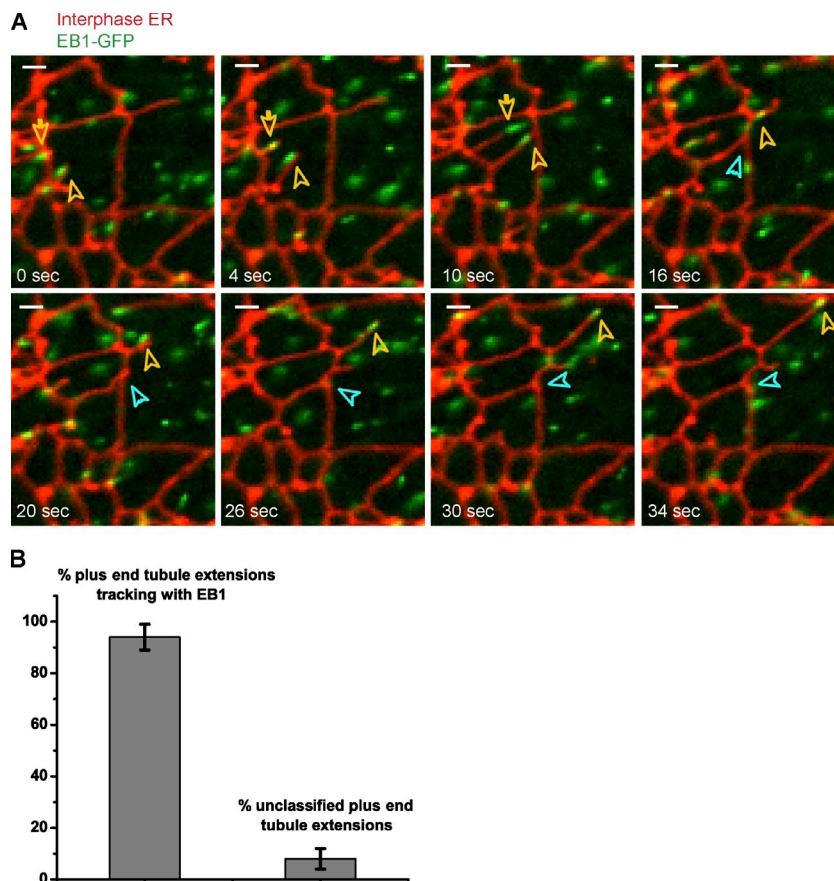 A
Interphase ER
EB1-GFP
0 sec
4 sec
10 sec
16 sec
20 sec
26 sec
30 sec
34 sec
B
% plus end tubule extensions
tracking with EB1
100
80
60
40
20
0
% unclassified plus end
tubule extensions